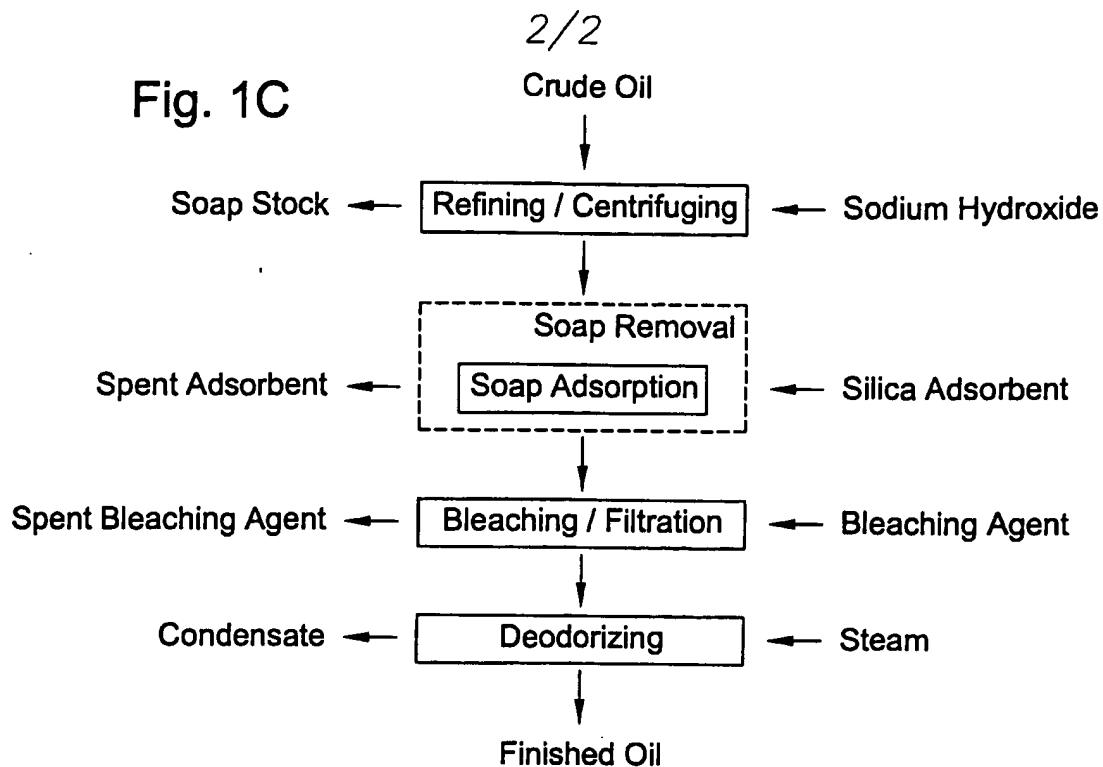 2/2
Fig. 1C
Crude Oil
Soap Stock
Refining / Centrifuging
Sodium Hydroxide
Soap Removal
Spent Adsorbent
Soap Adsorption
Silica Adsorbent
Spent Bleaching Agent
Bleaching / Filtration
Bleaching Agent
Condensate
Deodorizing
Steam
Finished Oil